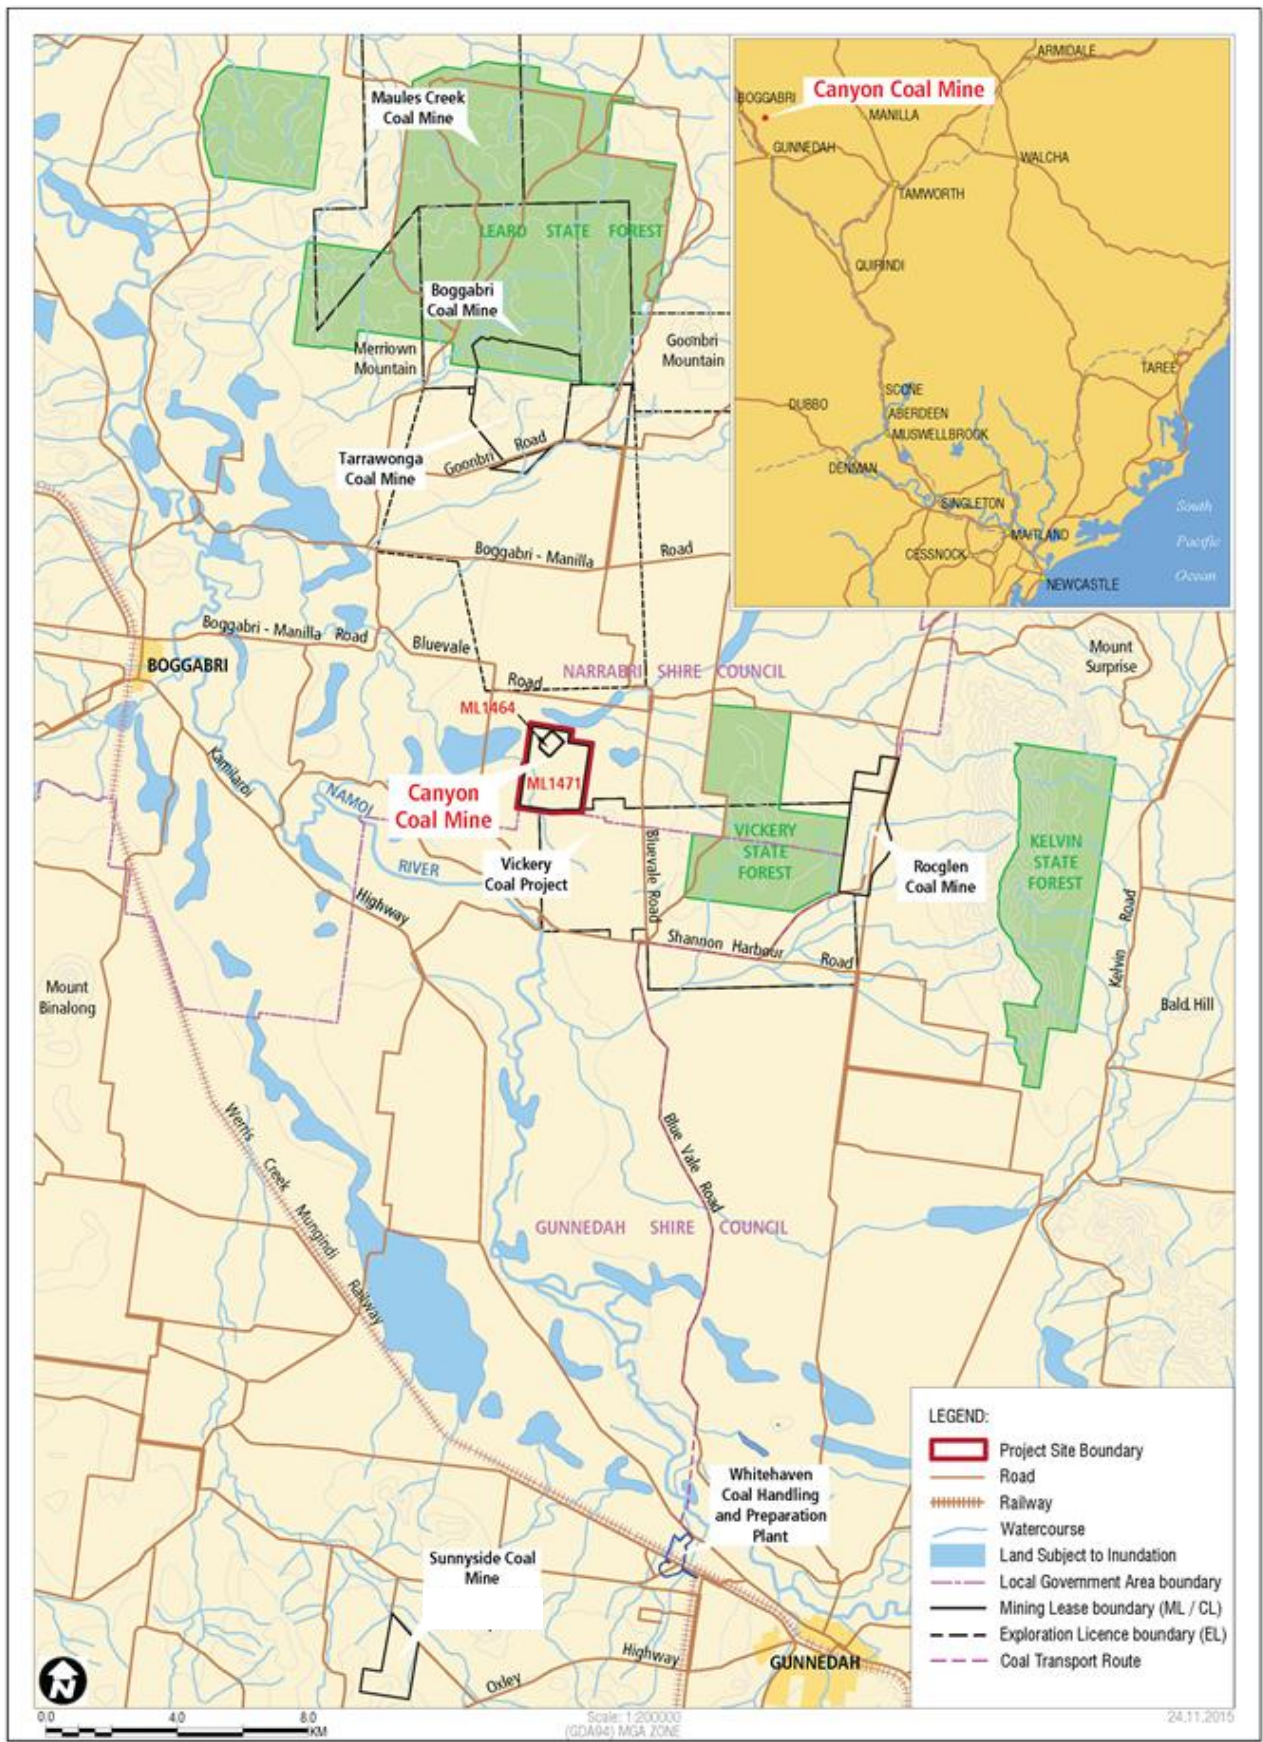 Maules Creek
Coal Mine
LEARD STATE FOREST
Boggabri
Coal Mine
Merriown
Mountain
Goonbri
Mountain
Tarrawonga
Coal Mine
Goonbri Road
Boggabri - Manilla Road
Boggabri - Manilla Road
Bluevale
Road
BOGGABRI
NARRABRI SHIRE COUNCIL
ML1464
ML1471
Canyon
Coal Mine
Kamilaroi
Highway
NAMOI
RIVER
Vickery
Coal Project
Bluevale Road
VICKERY
STATE
FOREST
Rocglen
Coal Mine
KELVIN
STATE
FOREST
Mount
Surprise
Kelvin Road
Bald Hill
Shannon Harbour Road
Mount
Binalong
Werris Creek Mungindi Railway
Blue Vale Road
GUNNEDAH SHIRE COUNCIL
Whitehaven
Coal Handling
and Preparation
Plant
Sunnyside Coal
Mine
Oxley
Highway
GUNNEDAH
ARMIDALE
BOGGABRI
Canyon Coal Mine
MANILLA
GUNNEDAH
WALCHA
TAMWORTH
QUIRINDI
TAREE
SCONE
DUBBO
ABERDEEN
MUSWELLBROOK
DENMAN
SINGLETON
MAITLAND
CESSNOCK
NEWCASTLE
South
Pacific
Ocean
LEGEND:
Project Site Boundary
Road
Railway
Watercourse
Land Subject to Inundation
Local Government Area boundary
Mining Lease boundary (ML / CL)
Exploration Licence boundary (EL)
Coal Transport Route
N
0.0 4.0 8.0
KM
Scale: 1:200000
(GDA94) MGA ZONE
24.11.2015